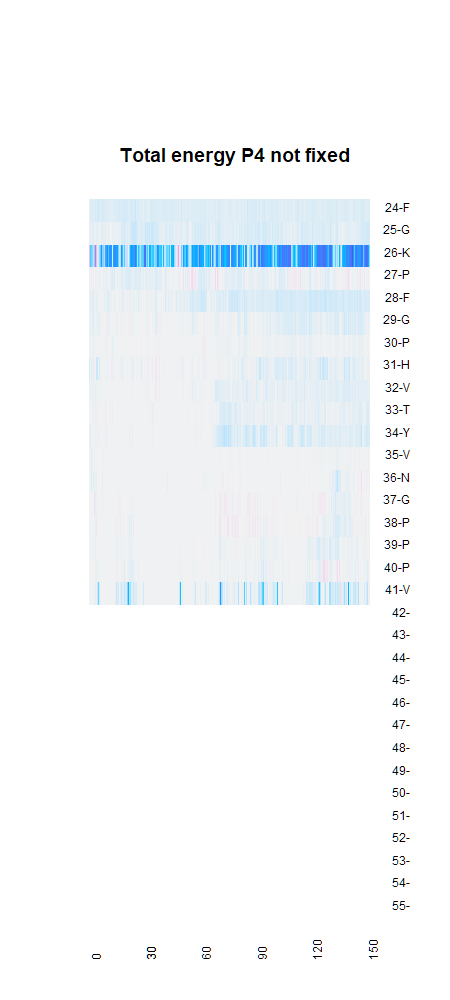 Total energy P4 not fixed
24-F
25-G
26-K
27-P
28-F
29-G
30-P
31-H
32-V
33-T
34-Y
35-V
36-N
37-G
38-P
39-P
40-P
41-V
42-
43-
44-
45-
46-
47-
48-
49-
50-
51-
52-
53-
54-
55-
0 30 60 90 120 150